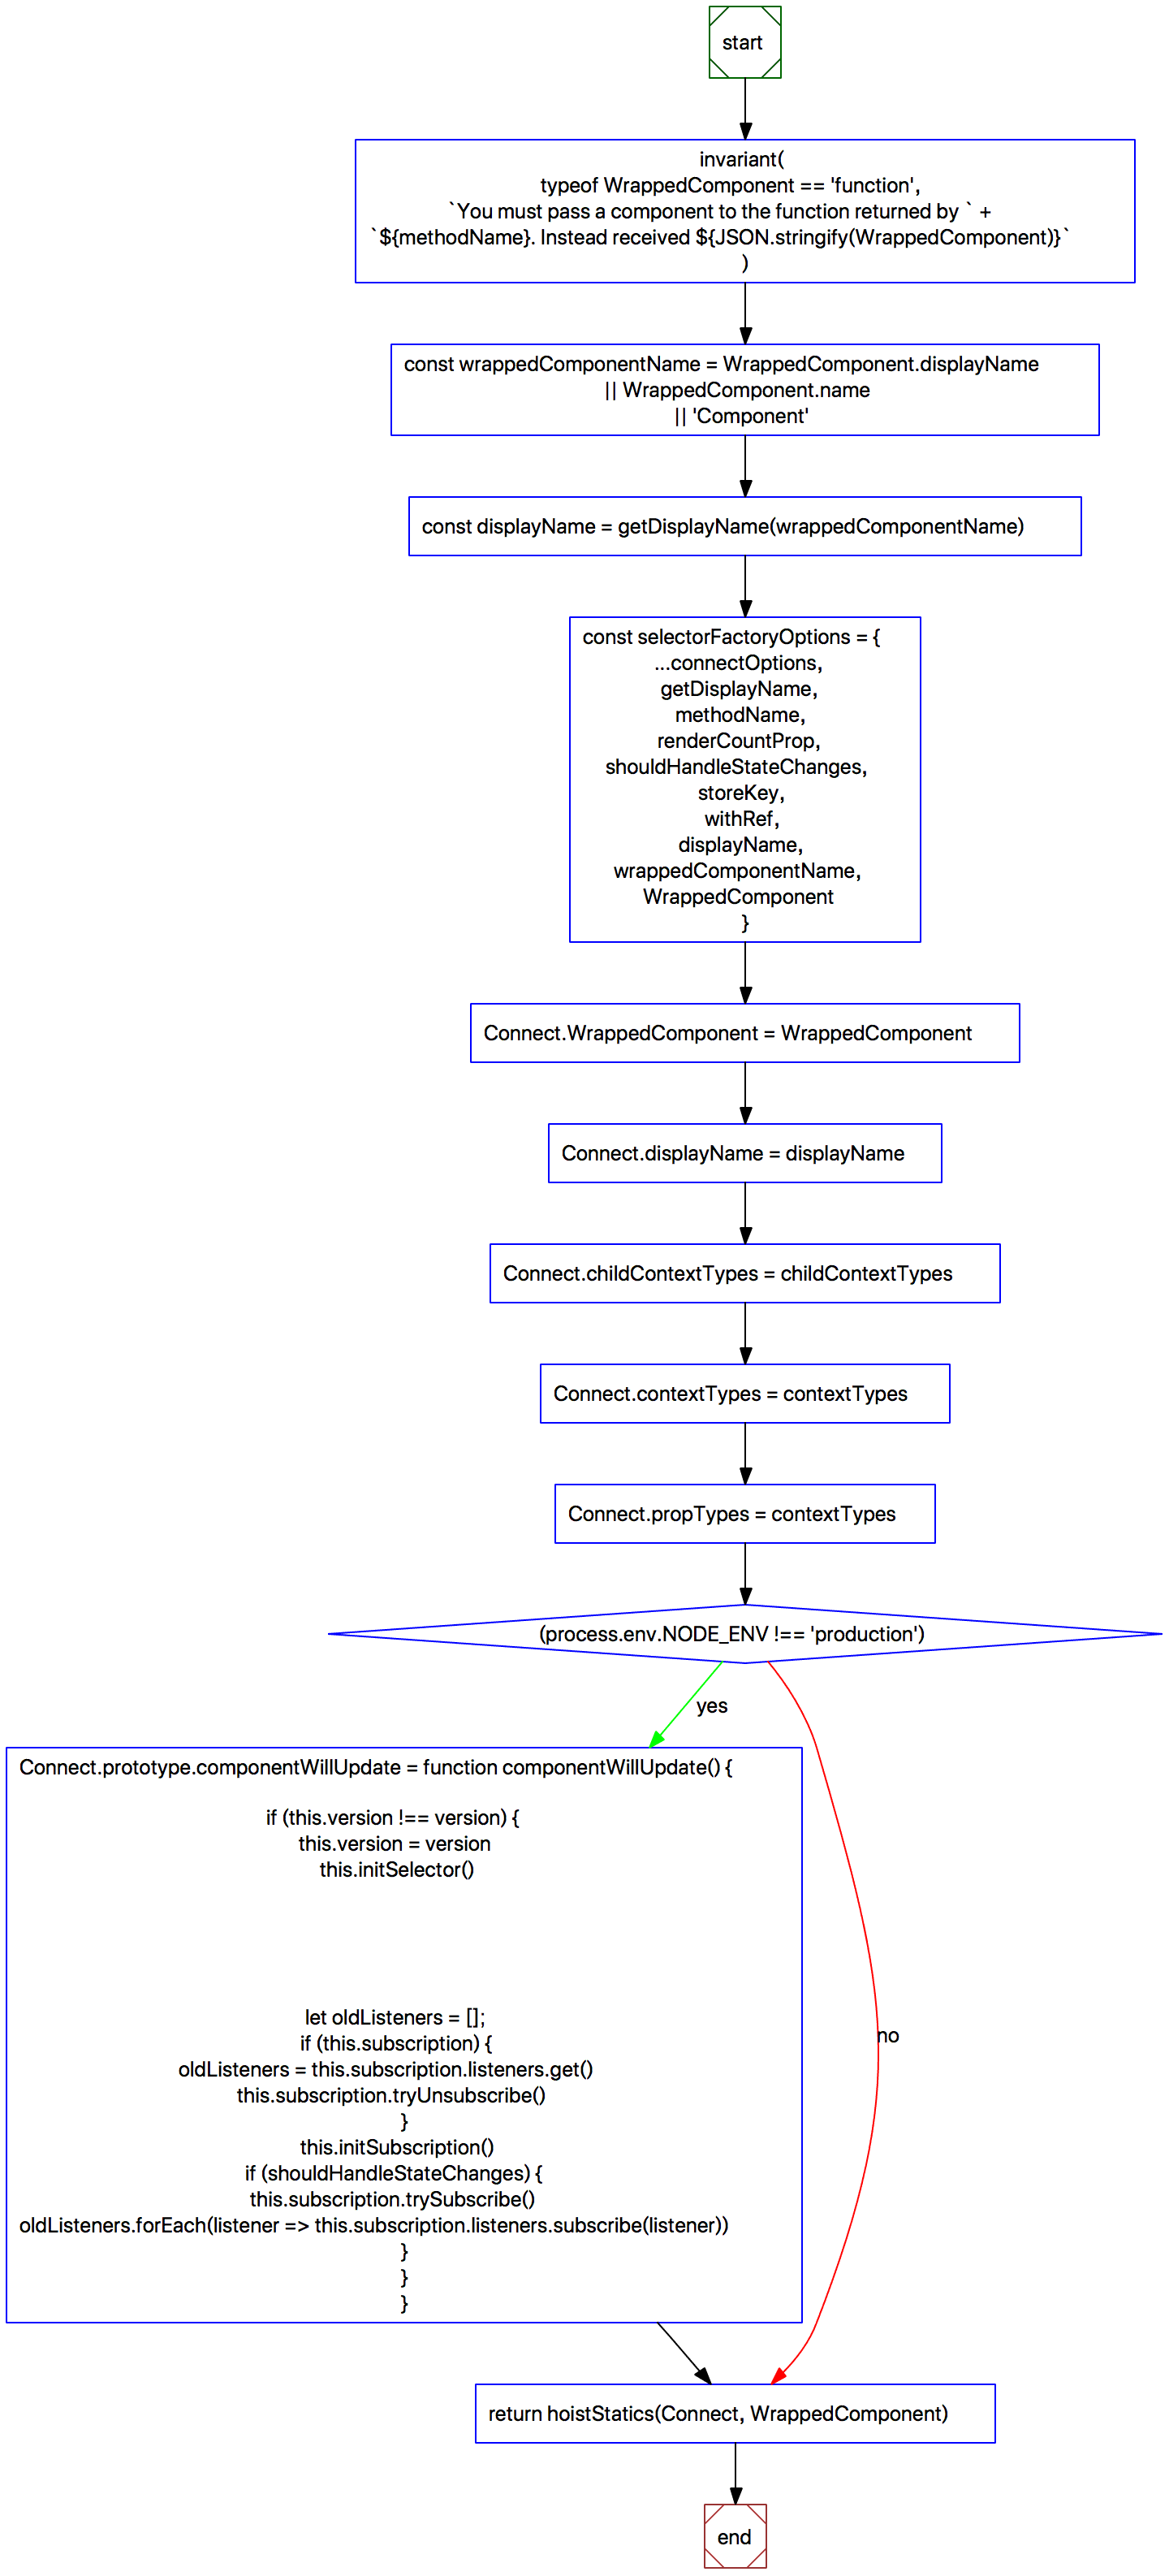 start
invariant(
typeof WrappedComponent == 'function',
`You must pass a component to the function returned by ` +
`${methodName}. Instead received ${JSON.stringify(WrappedComponent)}`
)
const wrappedComponentName = WrappedComponent.displayName
|| WrappedComponent.name
|| 'Component'
const displayName = getDisplayName(wrappedComponentName)
const selectorFactoryOptions = {
...connectOptions,
getDisplayName,
methodName,
renderCountProp,
shouldHandleStateChanges,
storeKey,
withRef,
displayName,
wrappedComponentName,
WrappedComponent
}
Connect.WrappedComponent = WrappedComponent
Connect.displayName = displayName
Connect.childContextTypes = childContextTypes
Connect.contextTypes = contextTypes
Connect.propTypes = contextTypes
(process.env.NODE_ENV !== 'production')
yes
Connect.prototype.componentWillUpdate = function componentWillUpdate() {
if (this.version !== version) {
this.version = version
this.initSelector()
let oldListeners = [];
if (this.subscription) {
oldListeners = this.subscription.listeners.get()
this.subscription.tryUnsubscribe()
}
this.initSubscription()
if (shouldHandleStateChanges) {
this.subscription.trySubscribe()
oldListeners.forEach(listener => this.subscription.listeners.subscribe(listener))
}
}
}
no
return hoistStatics(Connect, WrappedComponent)
end